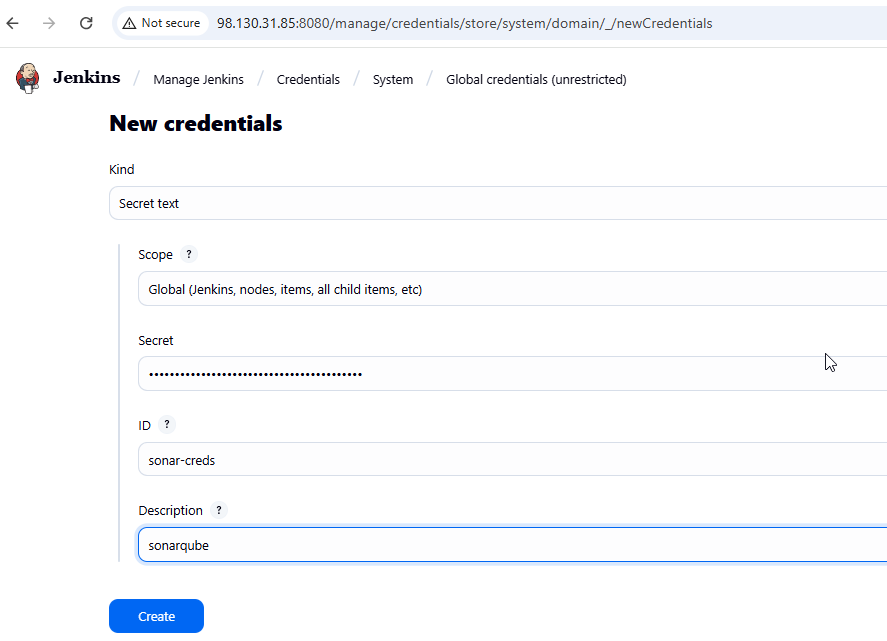 Not secure 98.130.31.85:8080/manage/credentials/store/system/domain/_/newCredentials
Jenkins / Manage Jenkins / Credentials / System / Global credentials (unrestricted)
New credentials
Kind
Secret text
Scope ?
Global (Jenkins, nodes, items, all child items, etc)
Secret
•••••••••••••••••••••••••••••••••••••••••
ID ?
sonar-creds
Description ?
sonarqube
Create